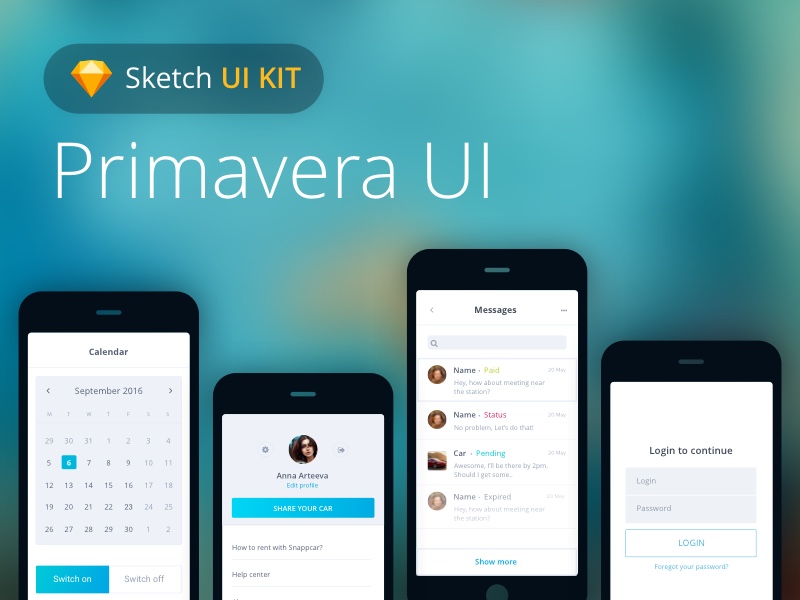 Sketch UI KIT
Primavera UI
Calendar
September 2016
M T W T F S S
29 30 31 1 2 3 4
5 6 7 8 9 10 11
12 13 14 15 16 17 18
19 20 21 22 23 24 25
26 27 28 29 30 1 2
Switch on Switch off
Anna Arteeva
Edit profile
SHARE YOUR CAR
How to rent with Snappcar?
Help center
Messages
Name - Paid 20 May
Hey, how about meeting near
the station?
Name - Status 20 May
No problem, Let's do that!
Car - Pending 20 May
Awesome, I'll be there by 2pm.
Should I get some..
Name - Expired 20 May
Hey, how about meeting near
the station?
Show more
Login to continue
Login
Password
LOGIN
Foregot your password?